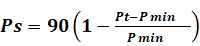 Ps = 90 (1 − (Pt−P min)/(P min))